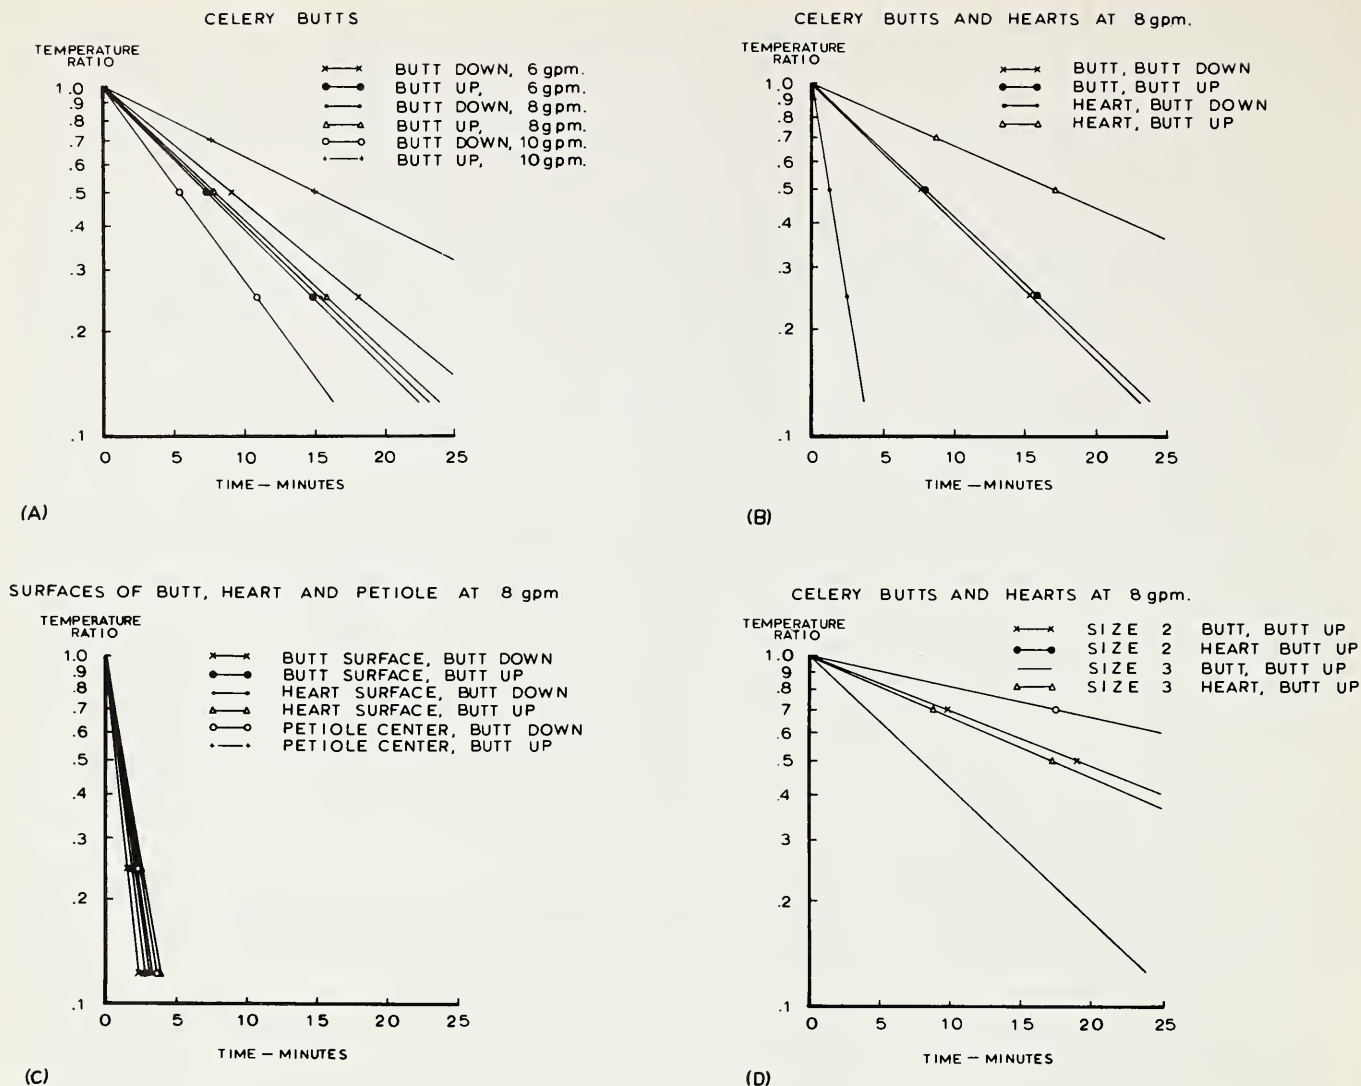 CELERY BUTTS
TEMPERATURE
RATIO
BUTT DOWN, 6 gpm.
BUTT UP, 6 gpm.
BUTT DOWN, 8 gpm.
BUTT UP, 8 gpm.
BUTT DOWN, 10 gpm.
BUTT UP, 10 gpm.
1.0
.9
.8
.7
.6
.5
.4
.3
.2
.1
0 5 10 15 20 25
TIME — MINUTES
(A)
CELERY BUTTS AND HEARTS AT 8 gpm.
TEMPERATURE
RATIO
BUTT, BUTT DOWN
BUTT, BUTT UP
HEART, BUTT DOWN
HEART, BUTT UP
1.0
.9
.8
.7
.6
.5
.4
.3
.2
.1
0 5 10 15 20 25
TIME — MINUTES
(B)
SURFACES OF BUTT, HEART AND PETIOLE AT 8 gpm
TEMPERATURE
RATIO
BUTT SURFACE, BUTT DOWN
BUTT SURFACE, BUTT UP
HEART SURFACE, BUTT DOWN
HEART SURFACE, BUTT UP
PETIOLE CENTER, BUTT DOWN
PETIOLE CENTER, BUTT UP
1.0
.9
.8
.7
.6
.5
.4
.3
.2
.1
0 5 10 15 20 25
TIME — MINUTES
(C)
CELERY BUTTS AND HEARTS AT 8 gpm.
TEMPERATURE
RATIO
SIZE 2 BUTT, BUTT UP
SIZE 2 HEART BUTT UP
SIZE 3 BUTT, BUTT UP
SIZE 3 HEART, BUTT UP
1.0
.9
.8
.7
.6
.5
.4
.3
.2
.1
0 5 10 15 20 25
TIME — MINUTES
(D)